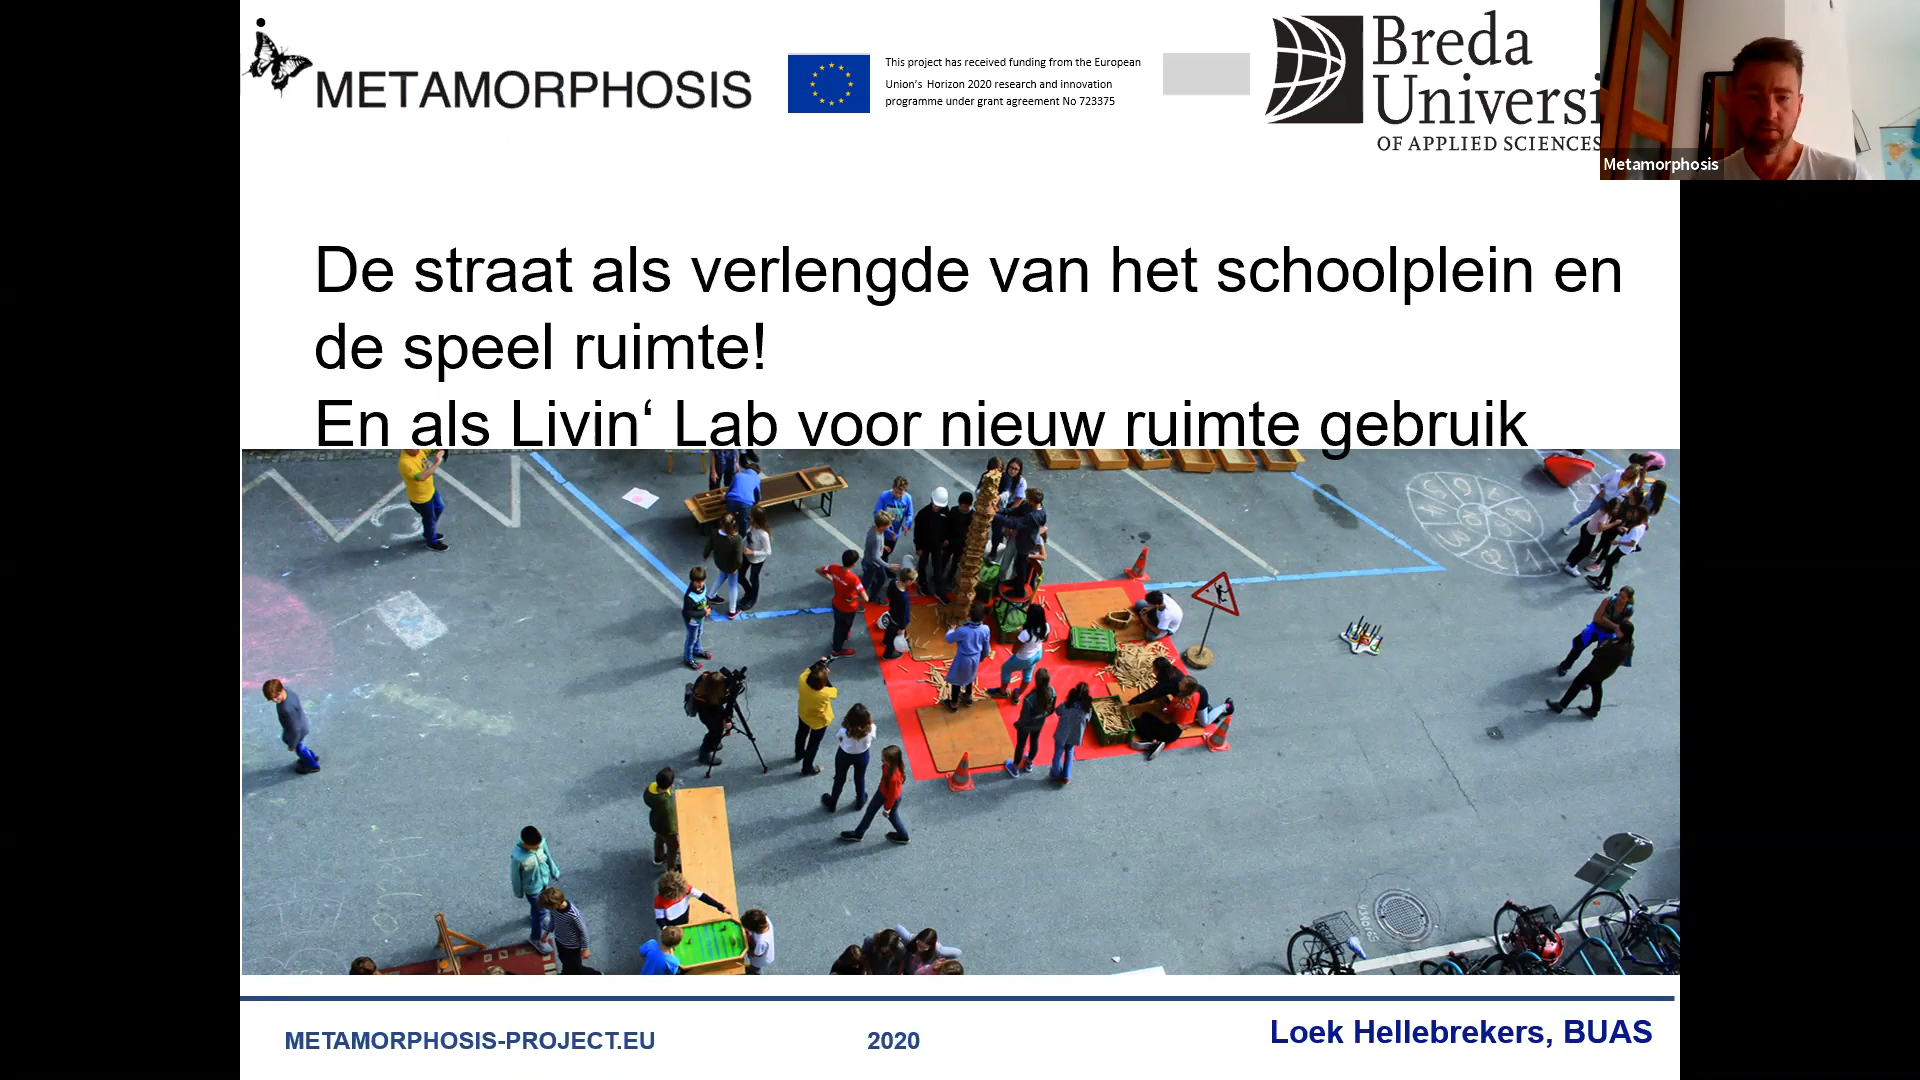 METAMORPHOSIS
This project has received funding from the European
Union's Horizon 2020 research and innovation
programme under grant agreement No 723375
Breda
Universi
OF APPLIED SCIENCES
Metamorphosis
De straat als verlengde van het schoolplein en
de speel ruimte!
En als Livin‘ Lab voor nieuw ruimte gebruik
METAMORPHOSIS-PROJECT.EU
2020
Loek Hellebrekers, BUAS